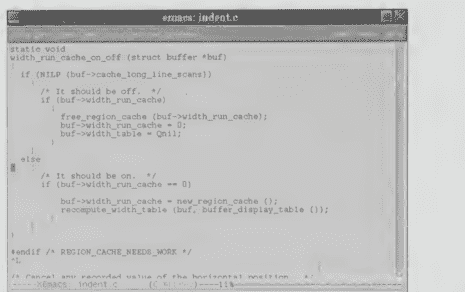 emacs: indent.c
static void
width_run_cache_on_off (struct buffer *buf)
{
if (NILP (buf->cache_long_line_scans))
{
/* It should be off. */
if (buf->width_run_cache)
{
free_region_cache (buf->width_run_cache);
buf->width_run_cache = 0;
buf->width_table = Qnil;
}
}
else
{
/* It should be on. */
if (buf->width_run_cache == 0)
{
buf->width_run_cache = new_region_cache ();
recompute_width_table (buf, buffer_display_table ());
}
}
}
#endif /* REGION_CACHE_NEEDS_WORK */
^L
/* Cancel any recorded value of the horizontal position. */
indent.c